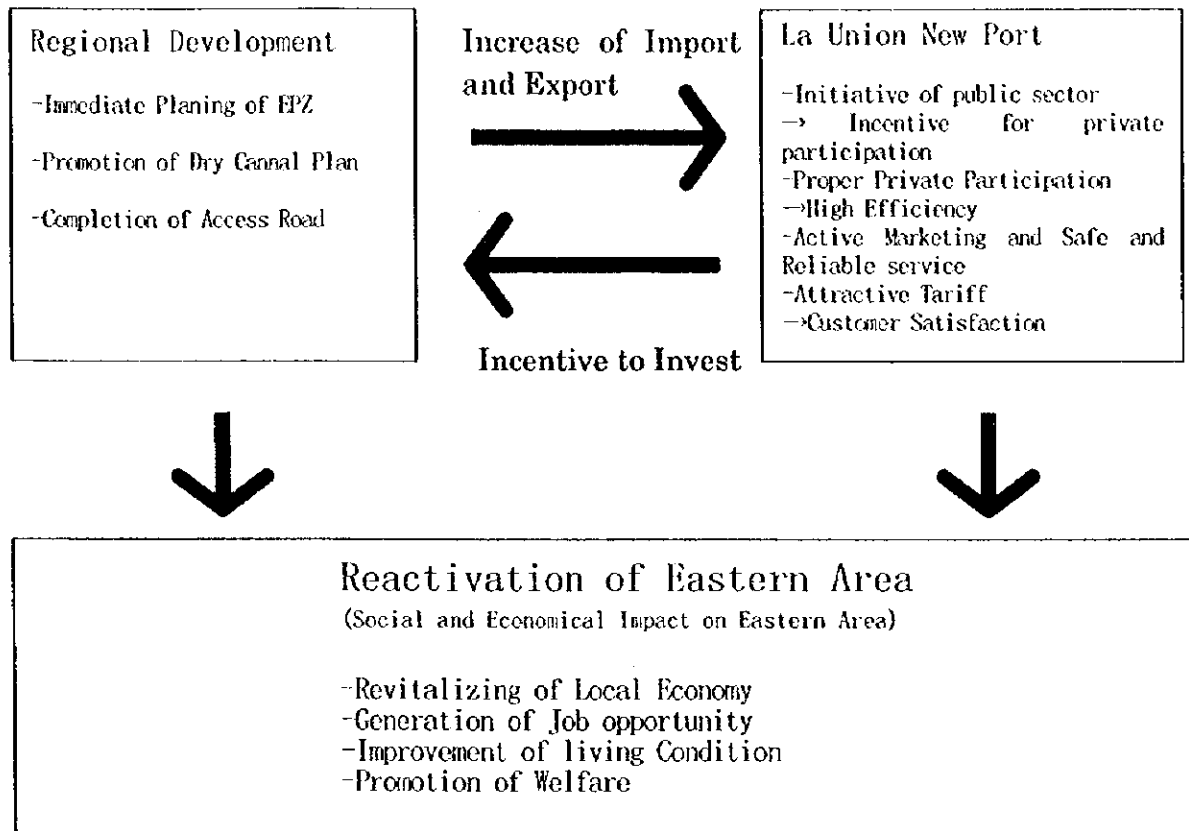 Regional Development
-Immediate Planing of EPZ
-Promotion of Dry Cannal Plan
-Completion of Access Road
Increase of Import
and Export
Incentive to Invest
La Union New Port
-Initiative of public sector
→ Incentive for private
participation
-Proper Private Participation
→High Efficiency
-Active Marketing and Safe and
Reliable service
-Attractive Tariff
→Customer Satisfaction
Reactivation of Eastern Area
(Social and Economical Impact on Eastern Area)
-Revitalizing of Local Economy
-Generation of Job opportunity
-Improvement of living Condition
-Promotion of Welfare